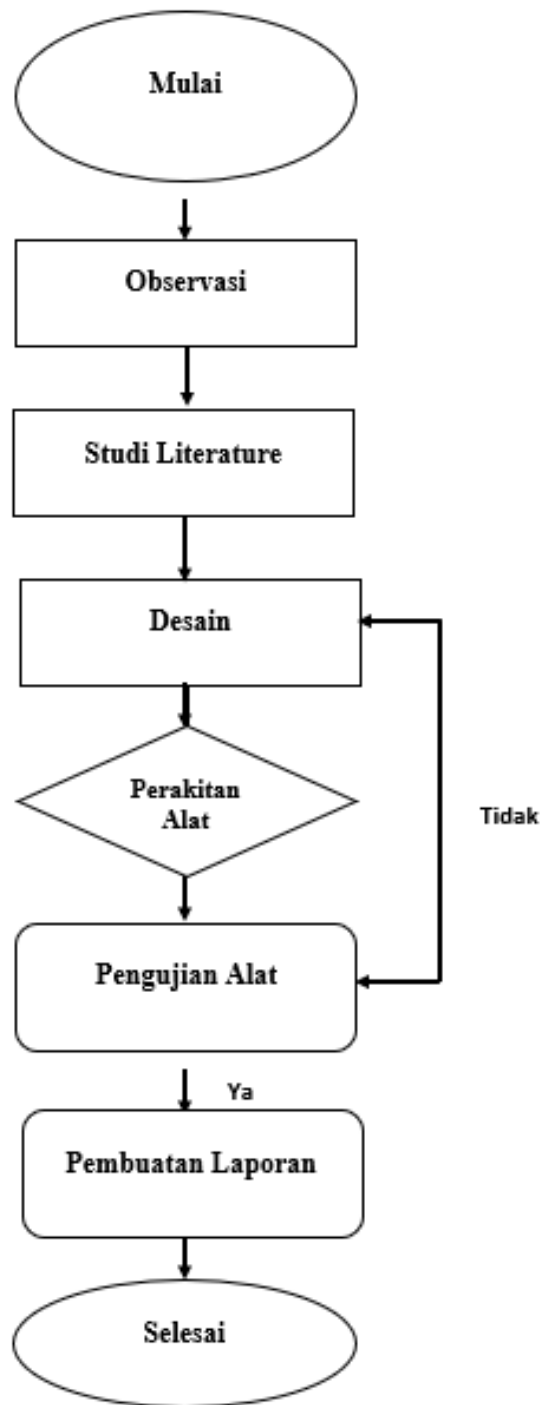 Mulai
Observasi
Studi Literature
Desain
Perakitan
Alat
Tidak
Pengujian Alat
Ya
Pembuatan Laporan
Selesai